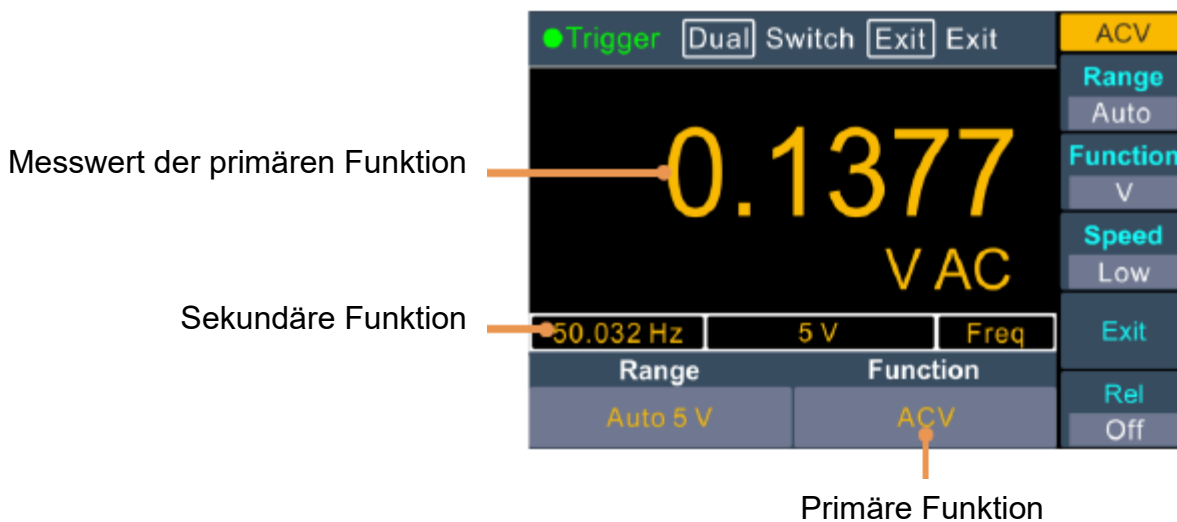 Trigger Dual Switch Exit Exit
ACV
Range
Auto
Function
V
Speed
Low
Exit
Rel
Off
Messwert der primären Funktion
0.1377
V AC
Sekundäre Funktion
50.032 Hz 5 V Freq
Range Function
Auto 5 V ACV
Primäre Funktion